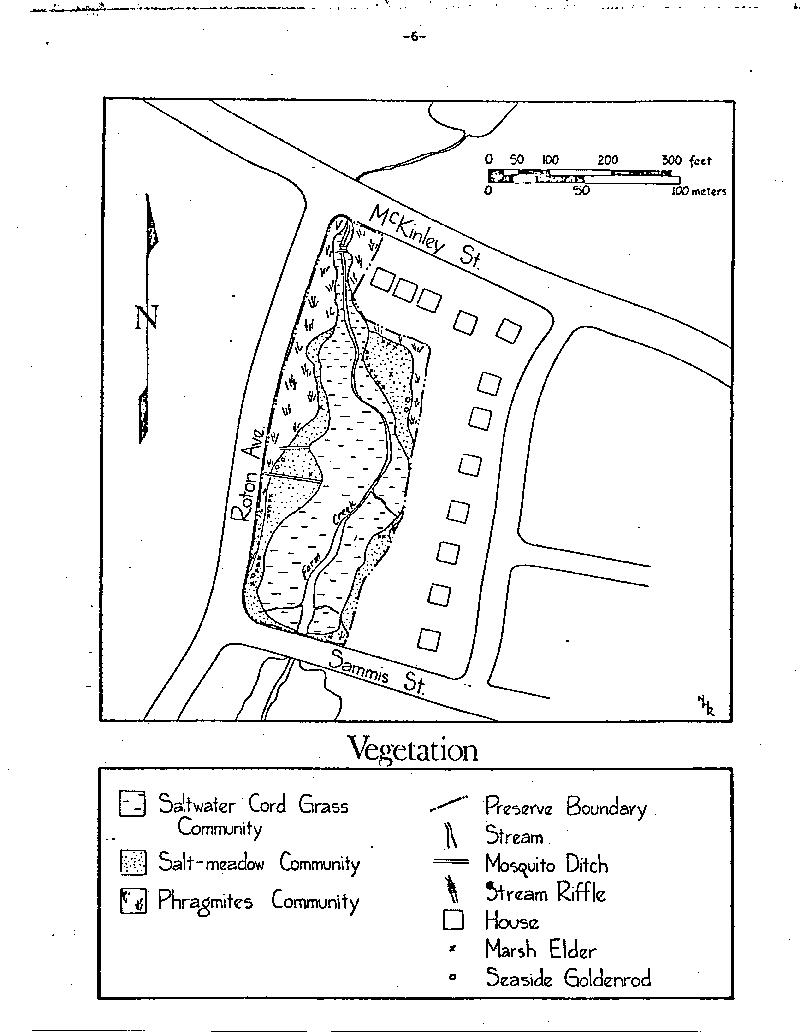 -6-
0 50 100 200 300 feet
0 50 100 meters
McKinley St.
N
Roton Ave.
Farm Creek
Sammis St.
Vegetation
Saltwater Cord Grass
Community
Salt-meadow Community
Phragmites Community
Preserve Boundary
Stream
Mosquito Ditch
Stream Riffle
House
Marsh Elder
Seaside Goldenrod